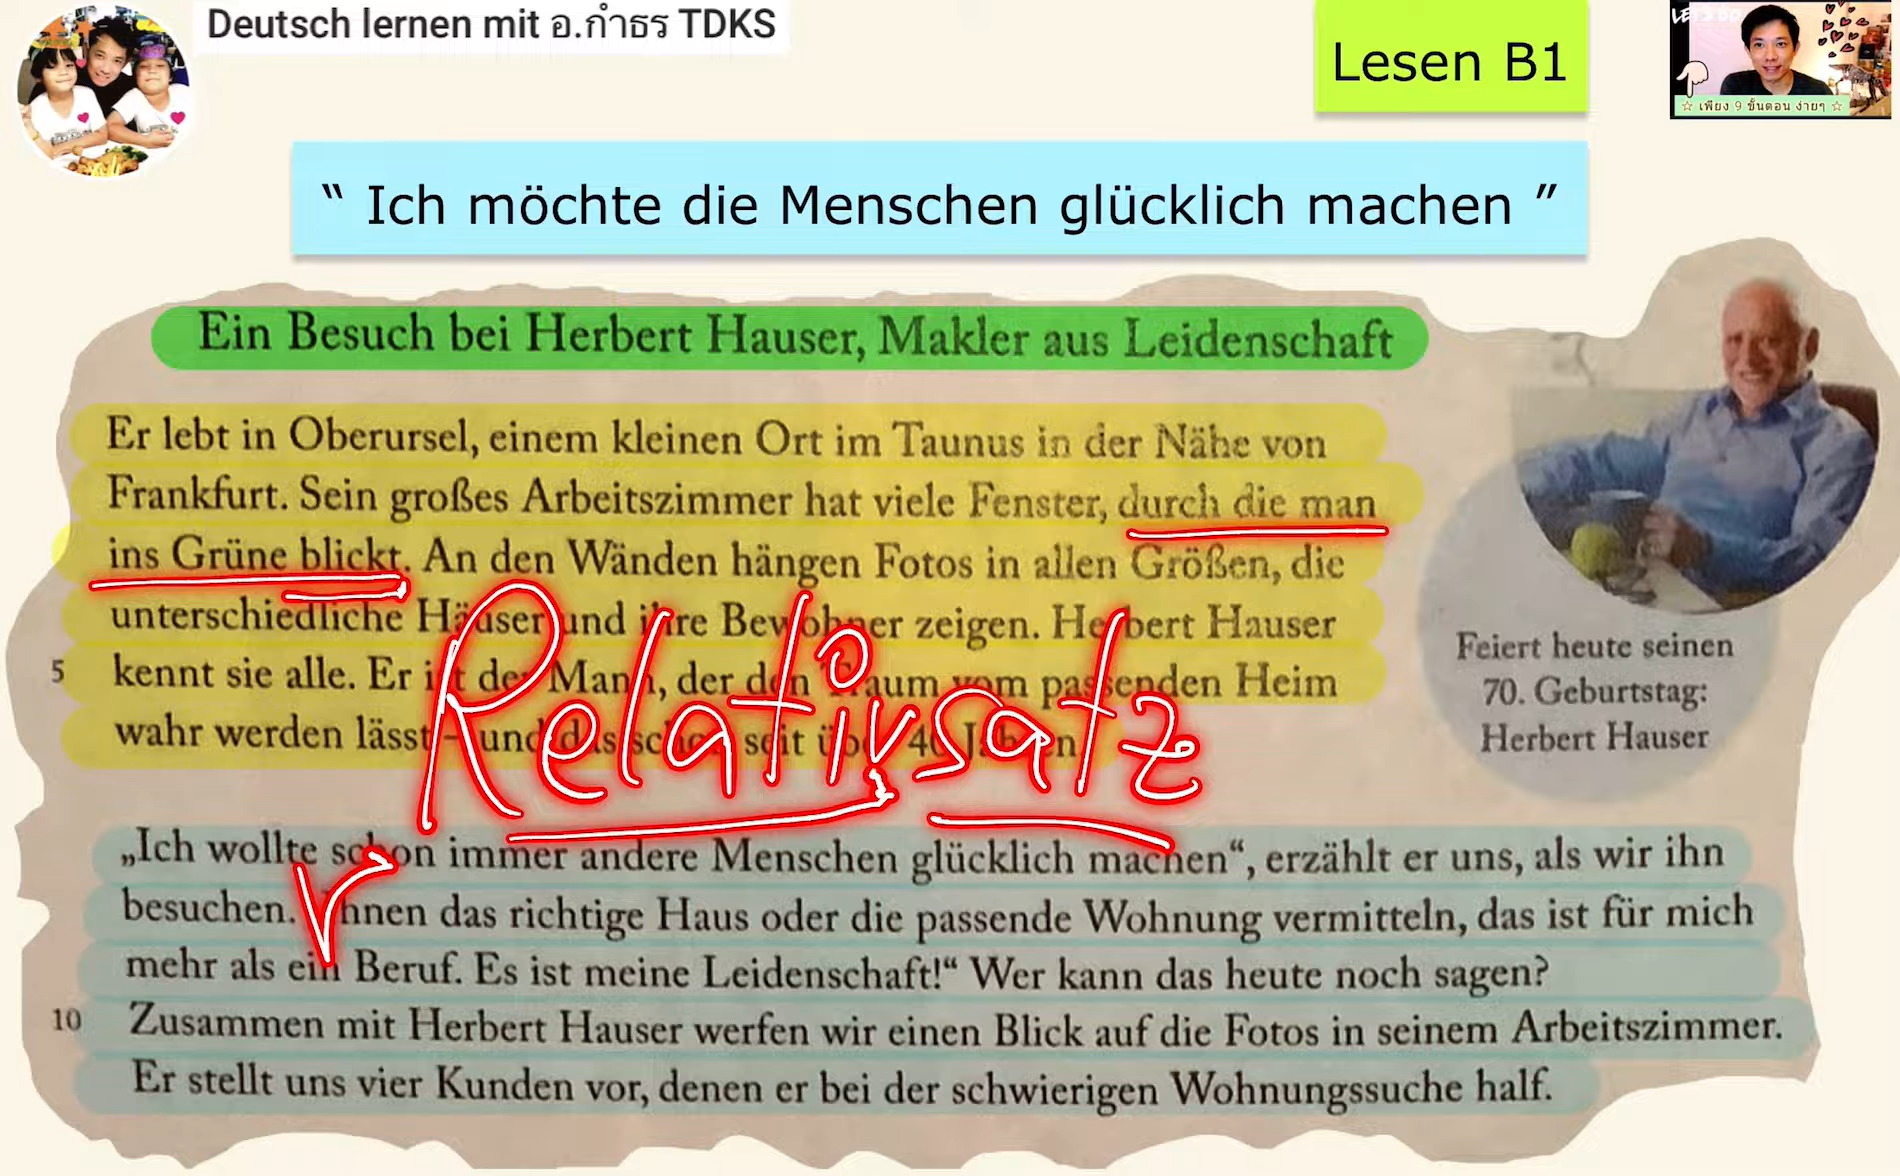 Deutsch lernen mit อ.กำธร TDKS
Lesen B1
☆ เพียง 9 ขั้นตอน ง่ายๆ ☆
“ Ich möchte die Menschen glücklich machen ”
Ein Besuch bei Herbert Hauser, Makler aus Leidenschaft
Er lebt in Oberursel, einem kleinen Ort im Taunus in der Nähe von
Frankfurt. Sein großes Arbeitszimmer hat viele Fenster, durch die man
ins Grüne blickt. An den Wänden hängen Fotos in allen Größen, die
unterschiedliche Häuser und ihre Bewohner zeigen. Herbert Hauser
5 kennt sie alle. Er ist der Mann, der den Traum vom passenden Heim
wahr werden lässt – und das schon seit über 40 Jahren.
Relativsatz
Feiert heute seinen
70. Geburtstag:
Herbert Hauser
„Ich wollte schon immer andere Menschen glücklich machen“, erzählt er uns, als wir ihn
besuchen. Ihnen das richtige Haus oder die passende Wohnung vermitteln, das ist für mich
mehr als ein Beruf. Es ist meine Leidenschaft!“ Wer kann das heute noch sagen?
10 Zusammen mit Herbert Hauser werfen wir einen Blick auf die Fotos in seinem Arbeitszimmer.
Er stellt uns vier Kunden vor, denen er bei der schwierigen Wohnungssuche half.